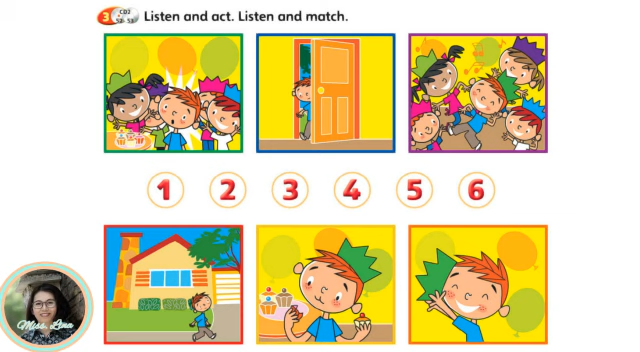 3 CD2 Listen and act. Listen and match.
1 2 3 4 5 6
Miss. Lina